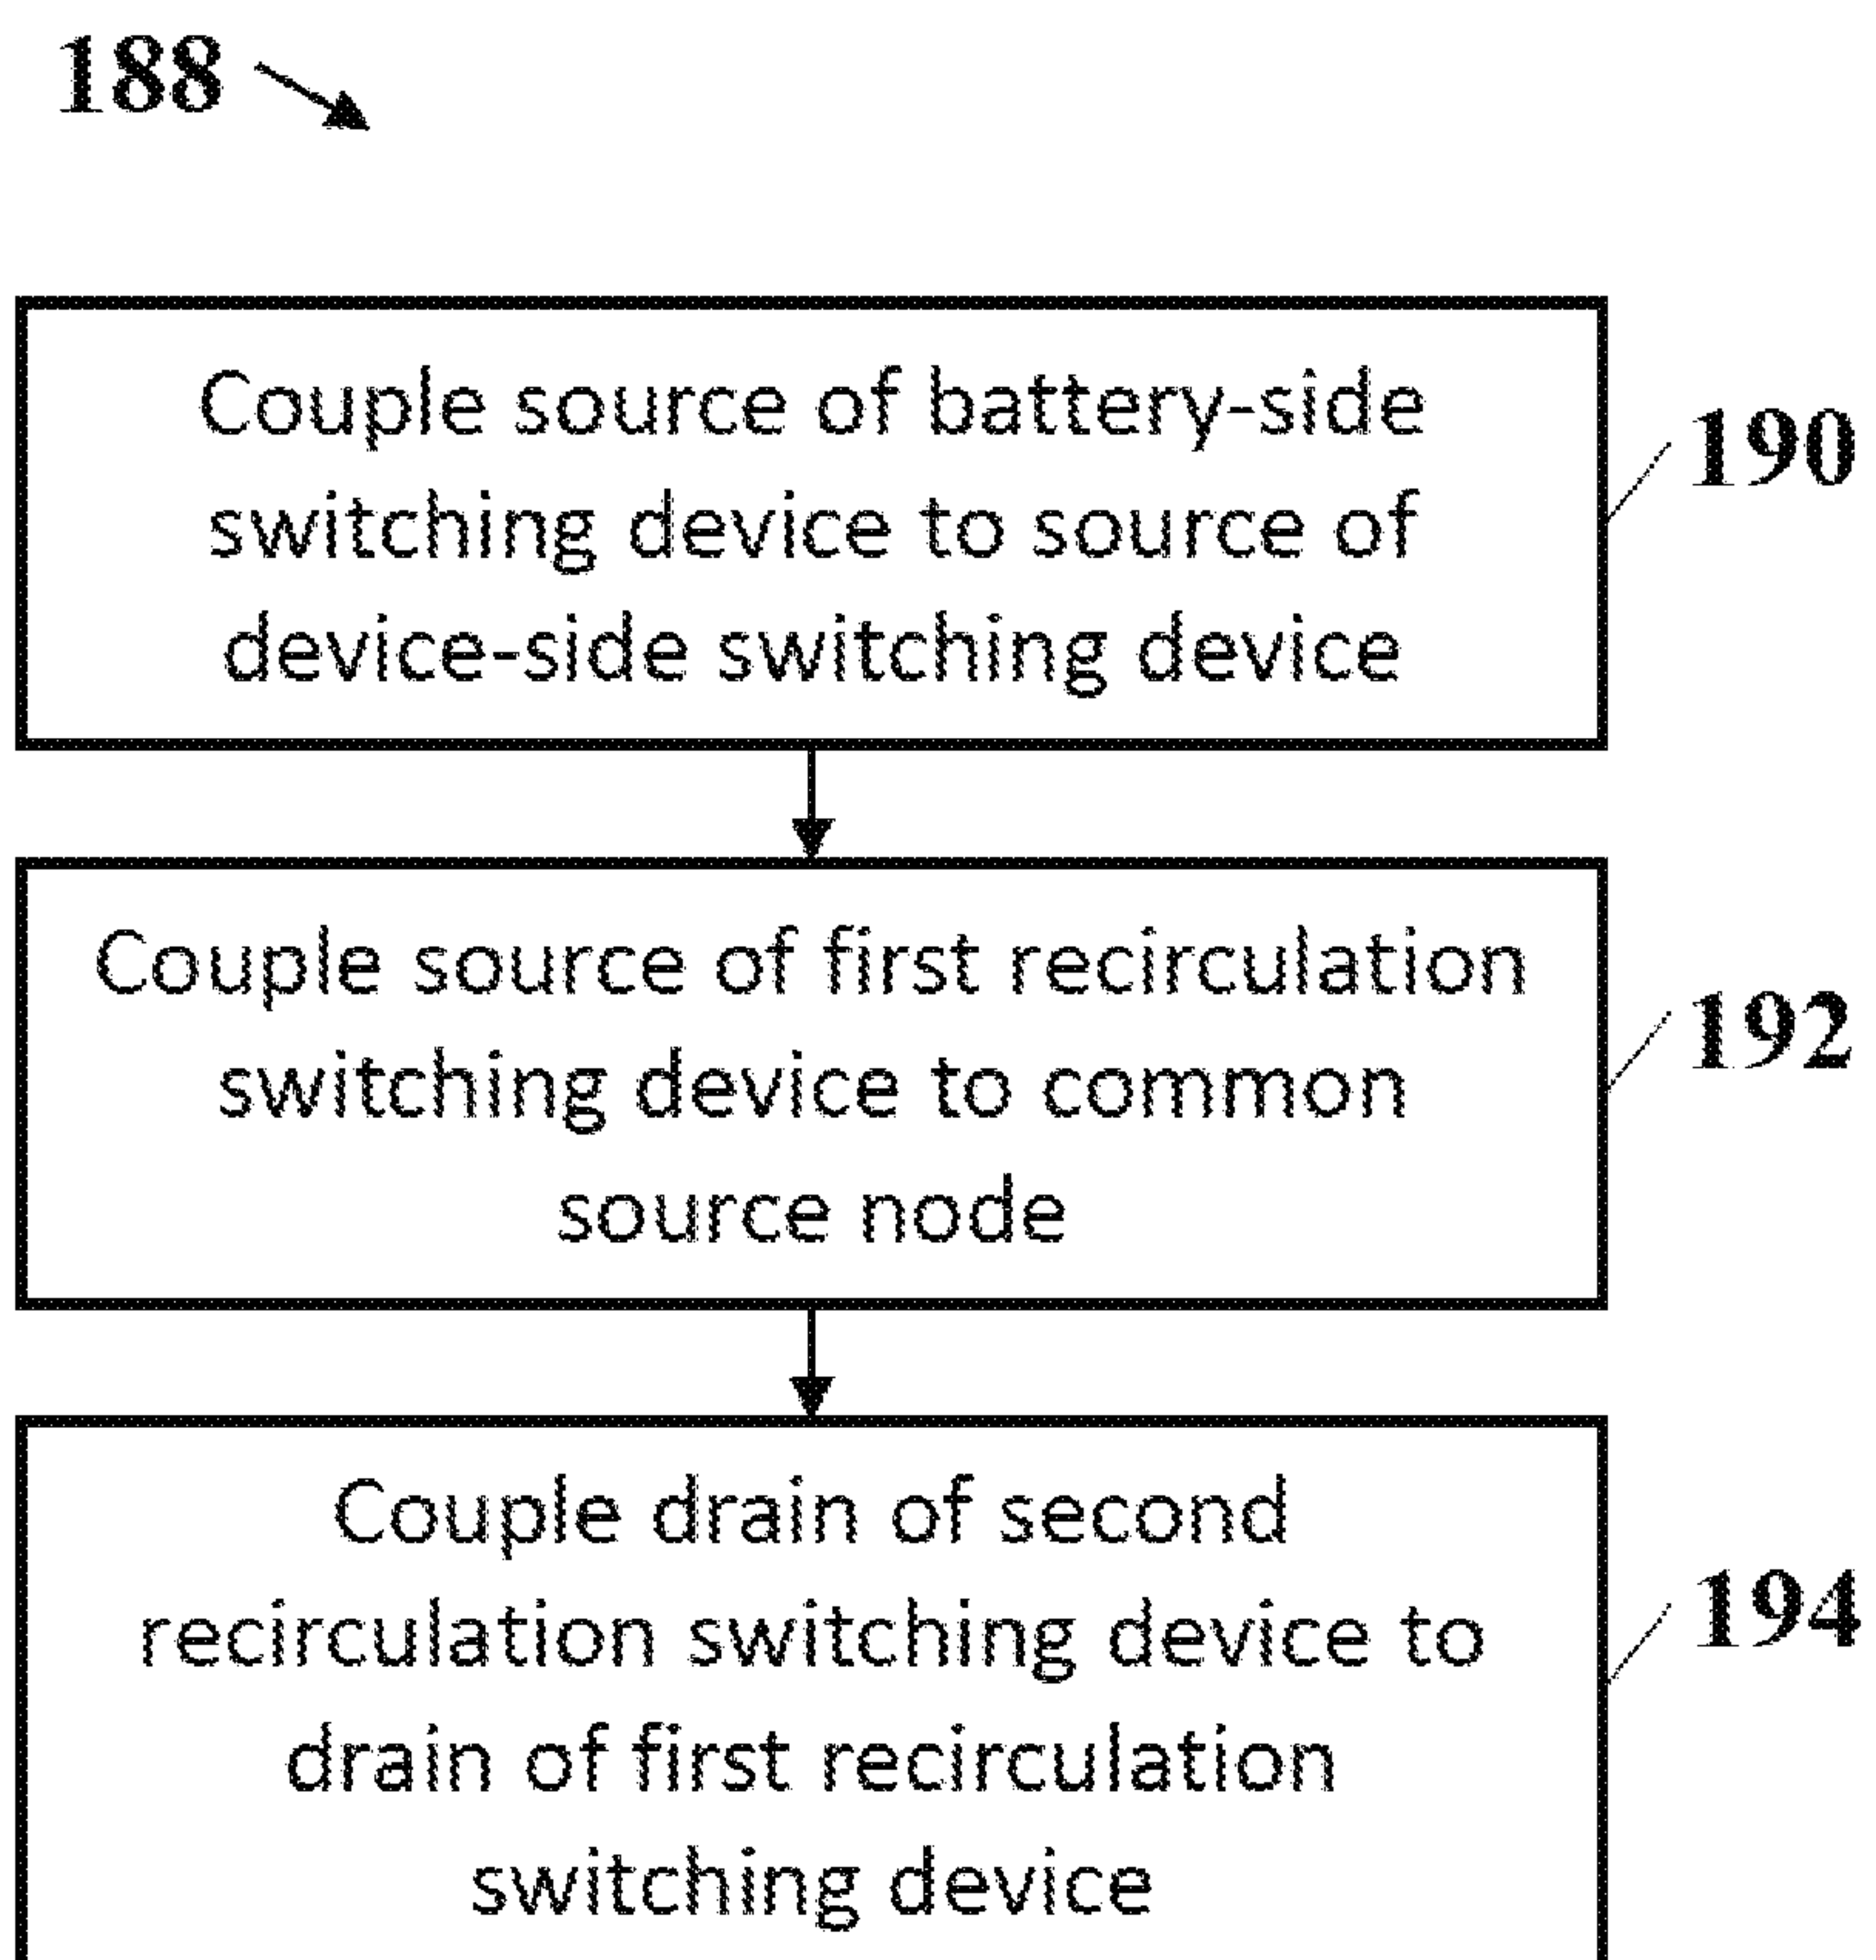 188
Couple source of battery-side
switching device to source of
device-side switching device
190
Couple source of first recirculation
switching device to common
source node
192
Couple drain of second
recirculation switching device to
drain of first recirculation
switching device
194